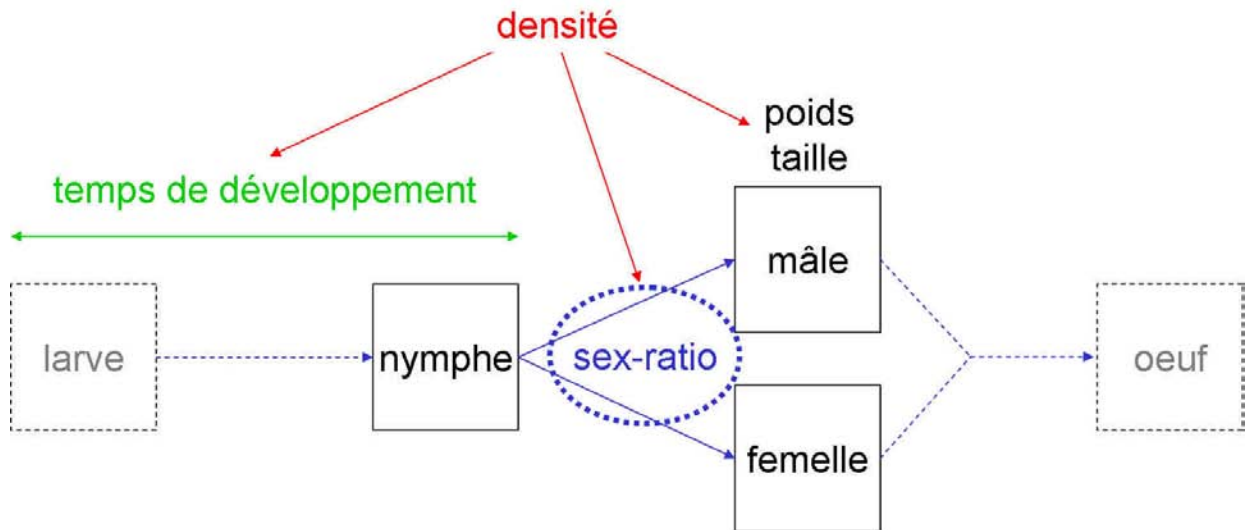 densité
poids
taille
temps de développement
mâle
larve
nymphe
sex-ratio
oeuf
femelle